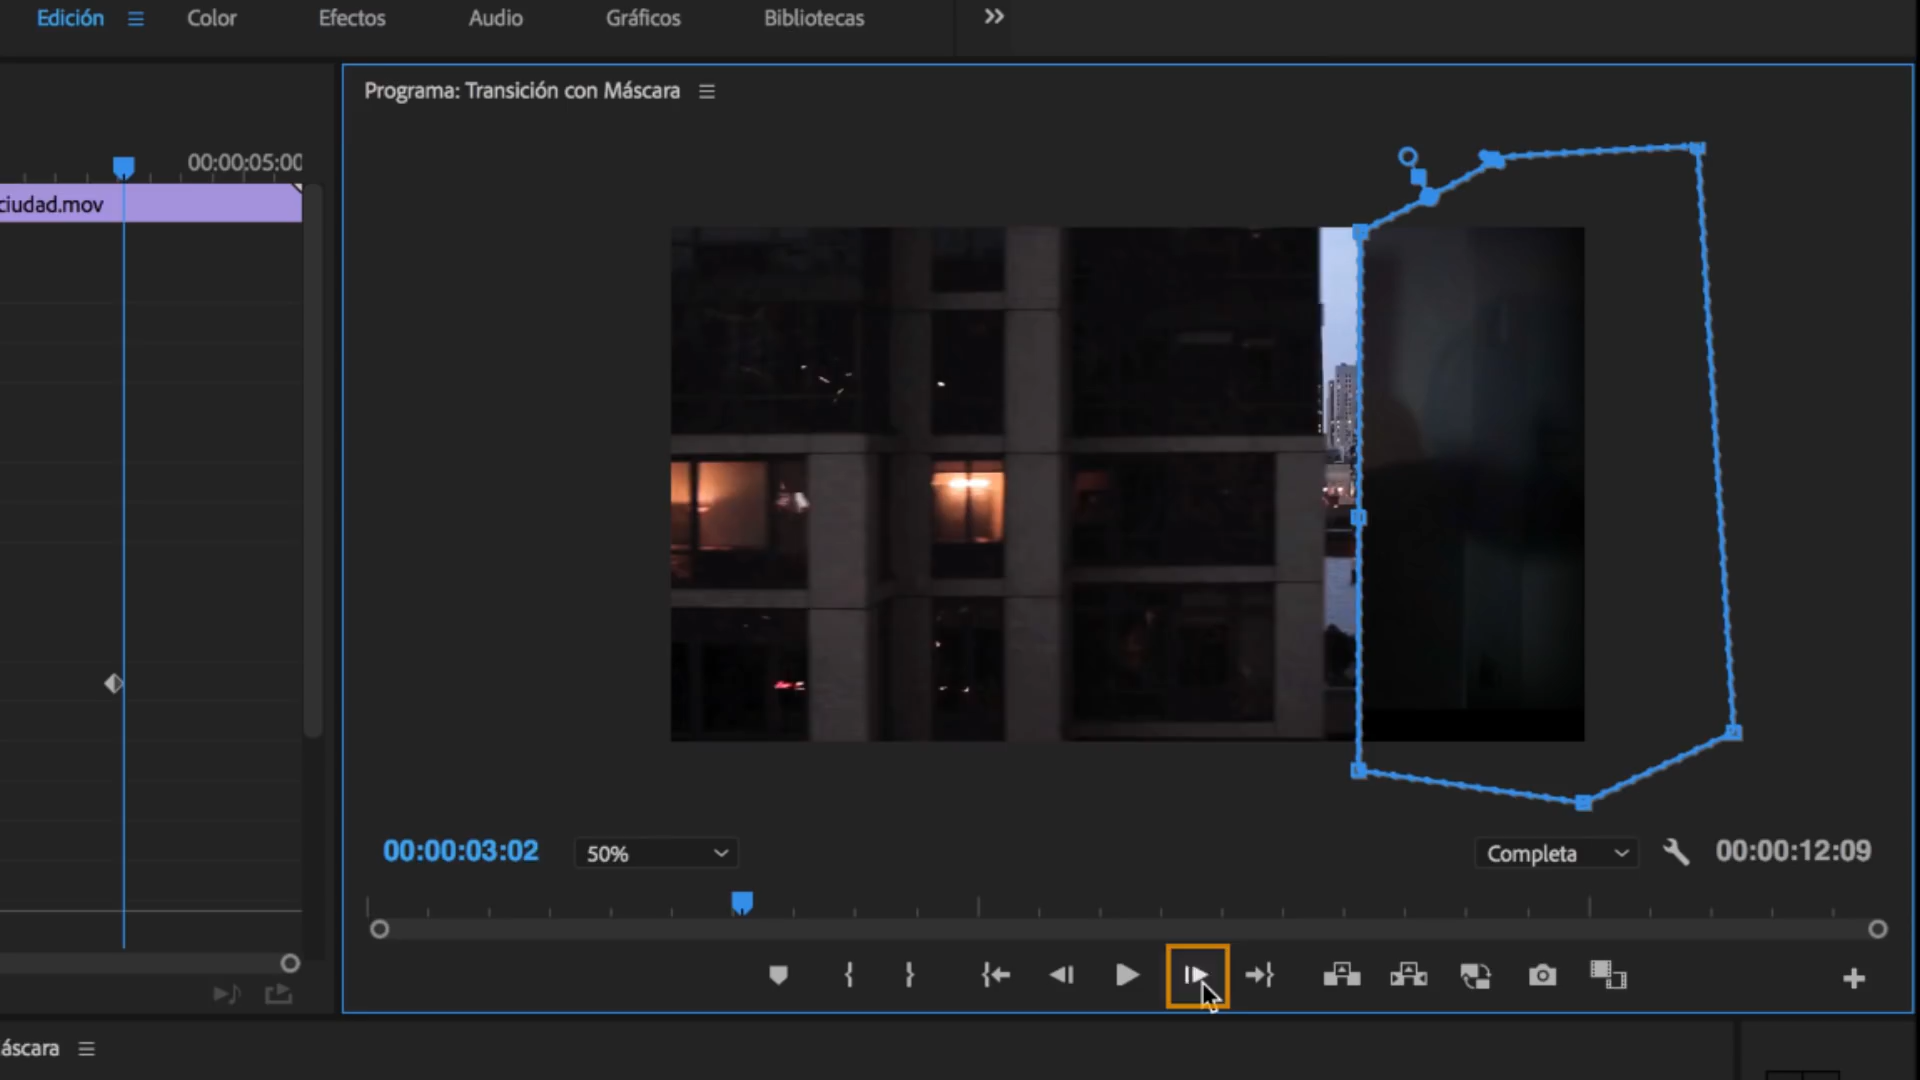 Edición Color Efectos Audio Gráficos Bibliotecas
Programa: Transición con Máscara
00:00:05:00
ciudad.mov
00:00:03:02 50% Completa 00:00:12:09
áscara